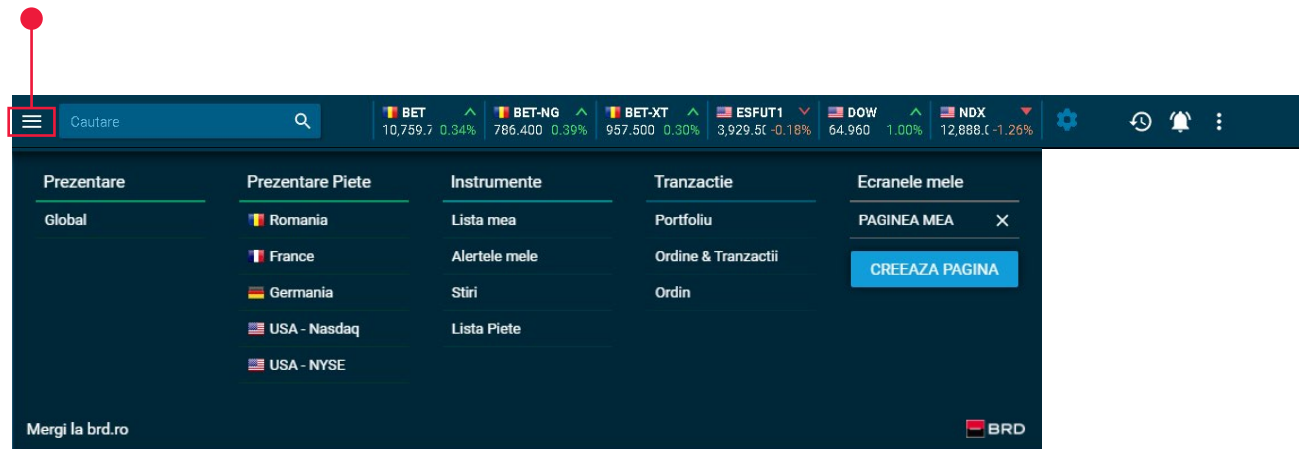 BET BET-NG BET-XT ESFUT1 DOW NDX
Cautare 10,759.7 0.34% 786.400 0.39% 957.500 0.30% 3,929.5( -0.18% 64.960 1.00% 12,888.( -1.26%
Prezentare Prezentare Piete Instrumente Tranzactie Ecranele mele
Global Romania Lista mea Portfoliu PAGINEA MEA
France Alertele mele Ordine & Tranzactii CREEAZA PAGINA
Germania Stiri Ordin
USA - Nasdaq Lista Piete
USA - NYSE
Mergi la brd.ro BRD